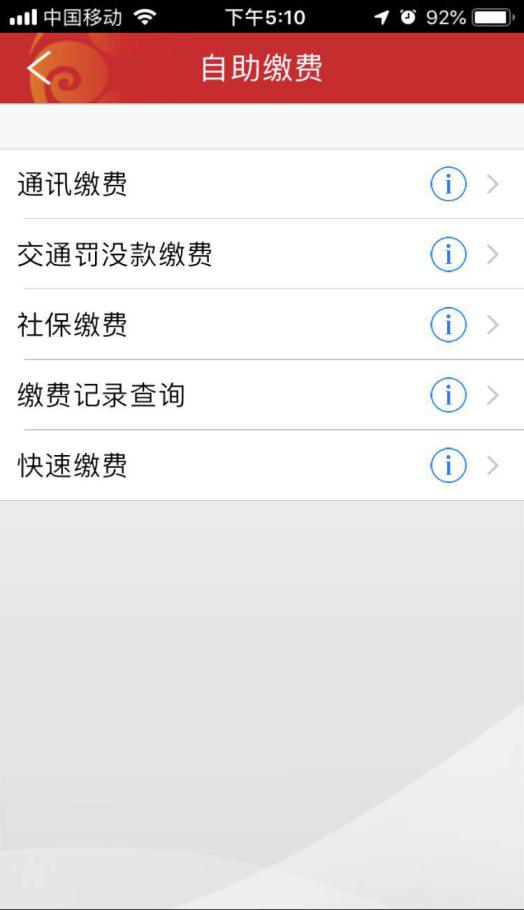 中国移动 下午5:10 92%
自助缴费
通讯缴费 i
交通罚没款缴费 i
社保缴费 i
缴费记录查询 i
快速缴费 i